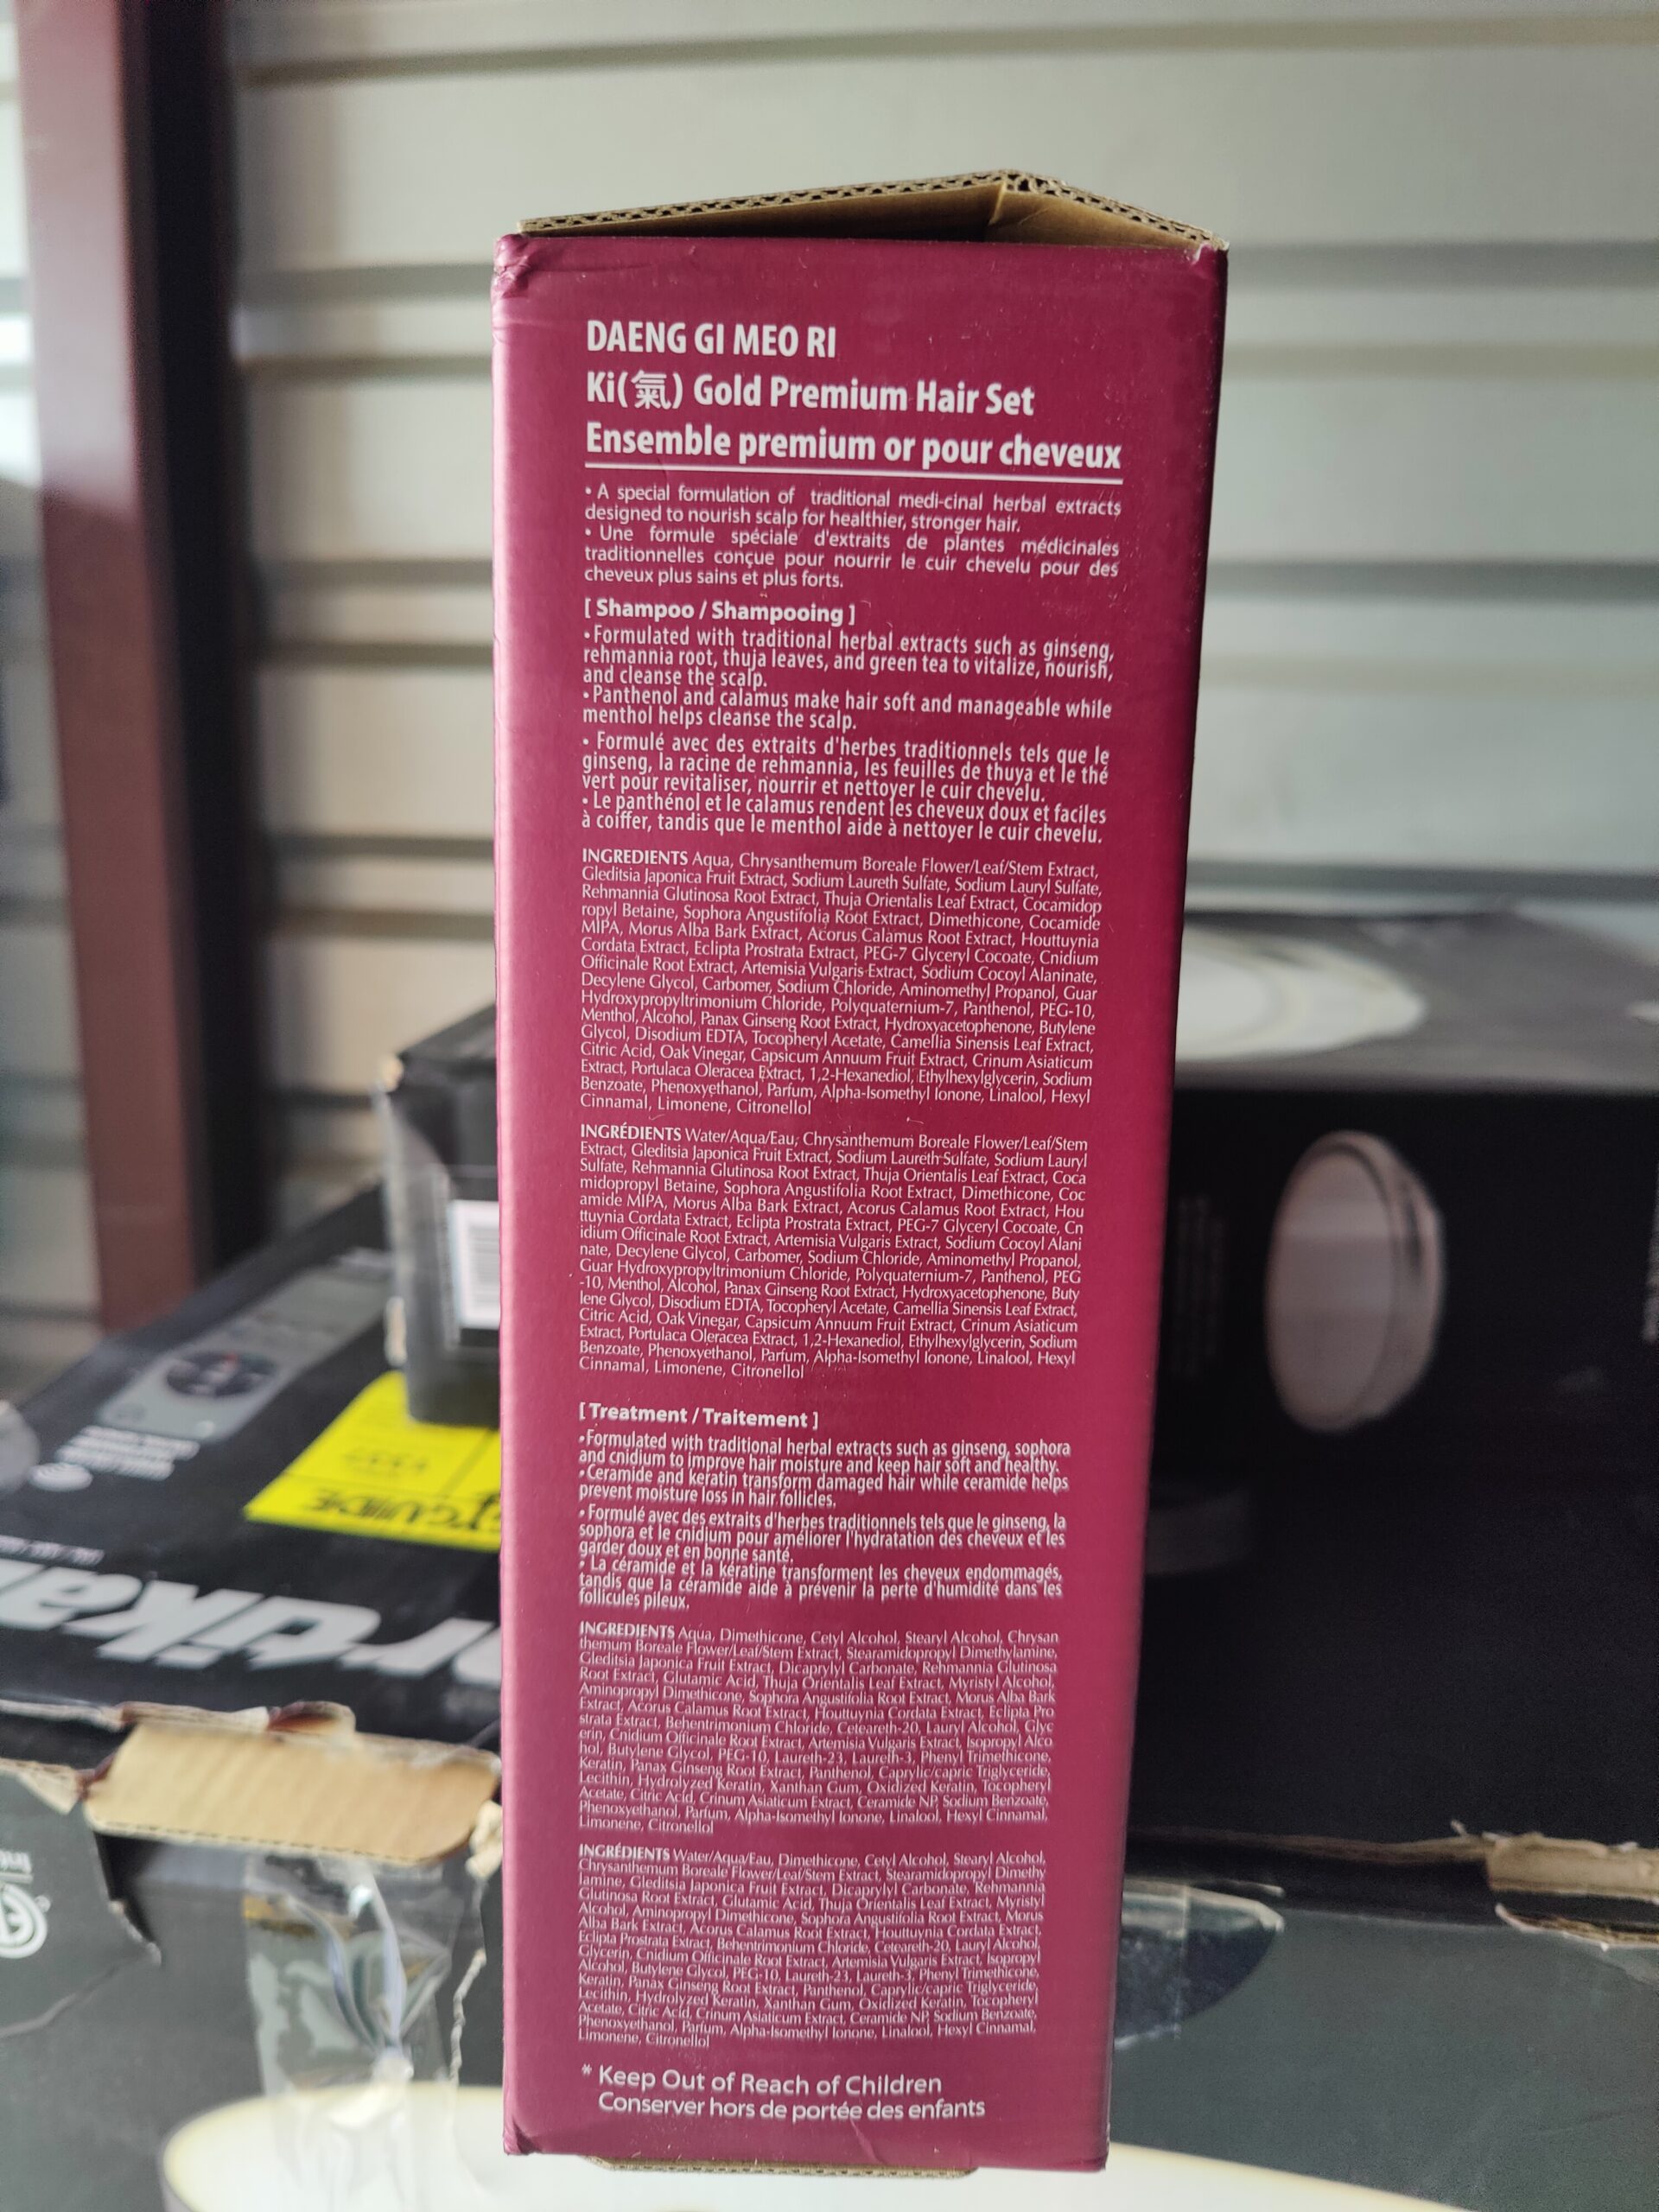 DAENG GI MEO RI
Ki(氣) Gold Premium Hair Set
Ensemble premium or pour cheveux
• A special formulation of traditional medi-cinal herbal extracts
designed to nourish scalp for healthier, stronger hair.
• Une formule spéciale d'extraits de plantes médicinales
traditionnelles conçue pour nourrir le cuir chevelu pour des
cheveux plus sains et plus forts.
[ Shampoo / Shampooing ]
• Formulated with traditional herbal extracts such as ginseng,
rehmannia root, thuja leaves, and green tea to vitalize, nourish,
and cleanse the scalp.
• Panthenol and calamus make hair soft and manageable while
menthol helps cleanse the scalp.
• Formulé avec des extraits d'herbes traditionnels tels que le
ginseng, la racine de rehmannia, les feuilles de thuya et le thé
vert pour revitaliser, nourrir et nettoyer le cuir chevelu.
• Le panthénol et le calamus rendent les cheveux doux et faciles
à coiffer, tandis que le menthol aide à nettoyer le cuir chevelu.
INGREDIENTS Aqua, Chrysanthemum Boreale Flower/Leaf/Stem Extract,
Gleditsia Japonica Fruit Extract, Sodium Laureth Sulfate, Sodium Lauryl Sulfate,
Rehmannia Glutinosa Root Extract, Thuja Orientalis Leaf Extract, Cocamidop
ropyl Betaine, Sophora Angustifolia Root Extract, Dimethicone, Cocamide
MIPA, Morus Alba Bark Extract, Acorus Calamus Root Extract, Houttuynia
Cordata Extract, Eclipta Prostrata Extract, PEG-7 Glyceryl Cocoate, Cnidium
Officinale Root Extract, Artemisia Vulgaris Extract, Sodium Cocoyl Alaninate,
Decylene Glycol, Carbomer, Sodium Chloride, Aminomethyl Propanol, Guar
Hydroxypropyltrimonium Chloride, Polyquaternium-7, Panthenol, PEG-10,
Menthol, Alcohol, Panax Ginseng Root Extract, Hydroxyacetophenone, Butylene
Glycol, Disodium EDTA, Tocopheryl Acetate, Camellia Sinensis Leaf Extract,
Citric Acid, Oak Vinegar, Capsicum Annuum Fruit Extract, Crinum Asiaticum
Extract, Portulaca Oleracea Extract, 1,2-Hexanediol, Ethylhexylglycerin, Sodium
Benzoate, Phenoxyethanol, Parfum, Alpha-Isomethyl Ionone, Linalool, Hexyl
Cinnamal, Limonene, Citronellol
INGRÉDIENTS Water/Aqua/Eau, Chrysanthemum Boreale Flower/Leaf/Stem
Extract, Gleditsia Japonica Fruit Extract, Sodium Laureth Sulfate, Sodium Lauryl
Sulfate, Rehmannia Glutinosa Root Extract, Thuja Orientalis Leaf Extract, Coca
midopropyl Betaine, Sophora Angustifolia Root Extract, Dimethicone, Coc
amide MIPA, Morus Alba Bark Extract, Acorus Calamus Root Extract, Hou
ttuynia Cordata Extract, Eclipta Prostrata Extract, PEG-7 Glyceryl Cocoate, Cn
idium Officinale Root Extract, Artemisia Vulgaris Extract, Sodium Cocoyl Alani
nate, Decylene Glycol, Carbomer, Sodium Chloride, Aminomethyl Propanol,
Guar Hydroxypropyltrimonium Chloride, Polyquaternium-7, Panthenol, PEG
-10, Menthol, Alcohol, Panax Ginseng Root Extract, Hydroxyacetophenone, Buty
lene Glycol, Disodium EDTA, Tocopheryl Acetate, Camellia Sinensis Leaf Extract,
Citric Acid, Oak Vinegar, Capsicum Annuum Fruit Extract, Crinum Asiaticum
Extract, Portulaca Oleracea Extract, 1,2-Hexanediol, Ethylhexylglycerin, Sodium
Benzoate, Phenoxyethanol, Parfum, Alpha-Isomethyl Ionone, Linalool, Hexyl
Cinnamal, Limonene, Citronellol
[ Treatment / Traitement ]
• Formulated with traditional herbal extracts such as ginseng, sophora
and cnidium to improve hair moisture and keep hair soft and healthy.
• Ceramide and keratin transform damaged hair while ceramide helps
prevent moisture loss in hair follicles.
• Formulé avec des extraits d'herbes traditionnels tels que le ginseng, la
sophora et le cnidium pour améliorer l'hydratation des cheveux et les
garder doux et en bonne santé.
• La céramide et la kératine transforment les cheveux endommagés,
tandis que la céramide aide à prévenir la perte d'humidité dans les
follicules pileux.
INGREDIENTS Aqua, Dimethicone, Cetyl Alcohol, Stearyl Alcohol, Chrysan
themum Boreale Flower/Leaf/Stem Extract, Stearamidopropyl Dimethylamine,
Gleditsia Japonica Fruit Extract, Dicaprylyl Carbonate, Rehmannia Glutinosa
Root Extract, Glutamic Acid, Thuja Orientalis Leaf Extract, Myristyl Alcohol,
Aminopropyl Dimethicone, Sophora Angustifolia Root Extract, Morus Alba Bark
Extract, Acorus Calamus Root Extract, Houttuynia Cordata Extract, Eclipta Pro
strata Extract, Behentrimonium Chloride, Ceteareth-20, Lauryl Alcohol, Glyc
erin, Cnidium Officinale Root Extract, Artemisia Vulgaris Extract, Isopropyl Alco
hol, Butylene Glycol, PEG-10, Laureth-23, Laureth-3, Phenyl Trimethicone,
Keratin, Panax Ginseng Root Extract, Panthenol, Caprylic/capric Triglyceride,
Lecithin, Hydrolyzed Keratin, Xanthan Gum, Oxidized Keratin, Tocopheryl
Acetate, Citric Acid, Crinum Asiaticum Extract, Ceramide NP, Sodium Benzoate,
Phenoxyethanol, Parfum, Alpha-Isomethyl Ionone, Linalool, Hexyl Cinnamal,
Limonene, Citronellol
INGRÉDIENTS Water/Aqua/Eau, Dimethicone, Cetyl Alcohol, Stearyl Alcohol,
Chrysanthemum Boreale Flower/Leaf/Stem Extract, Stearamidopropyl Dimethy
lamine, Gleditsia Japonica Fruit Extract, Dicaprylyl Carbonate, Rehmannia
Glutinosa Root Extract, Glutamic Acid, Thuja Orientalis Leaf Extract, Myristyl
Alcohol, Aminopropyl Dimethicone, Sophora Angustifolia Root Extract, Morus
Alba Bark Extract, Acorus Calamus Root Extract, Houttuynia Cordata Extract,
Eclipta Prostrata Extract, Behentrimonium Chloride, Ceteareth-20, Lauryl Alcohol,
Glycerin, Cnidium Officinale Root Extract, Artemisia Vulgaris Extract, Isopropyl
Alcohol, Butylene Glycol, PEG-10, Laureth-23, Laureth-3, Phenyl Trimethicone,
Keratin, Panax Ginseng Root Extract, Panthenol, Caprylic/capric Triglyceride,
Lecithin, Hydrolyzed Keratin, Xanthan Gum, Oxidized Keratin, Tocopheryl
Acetate, Citric Acid, Crinum Asiaticum Extract, Ceramide NP, Sodium Benzoate,
Phenoxyethanol, Parfum, Alpha-Isomethyl Ionone, Linalool, Hexyl Cinnamal,
Limonene, Citronellol
* Keep Out of Reach of Children
Conserver hors de portée des enfants